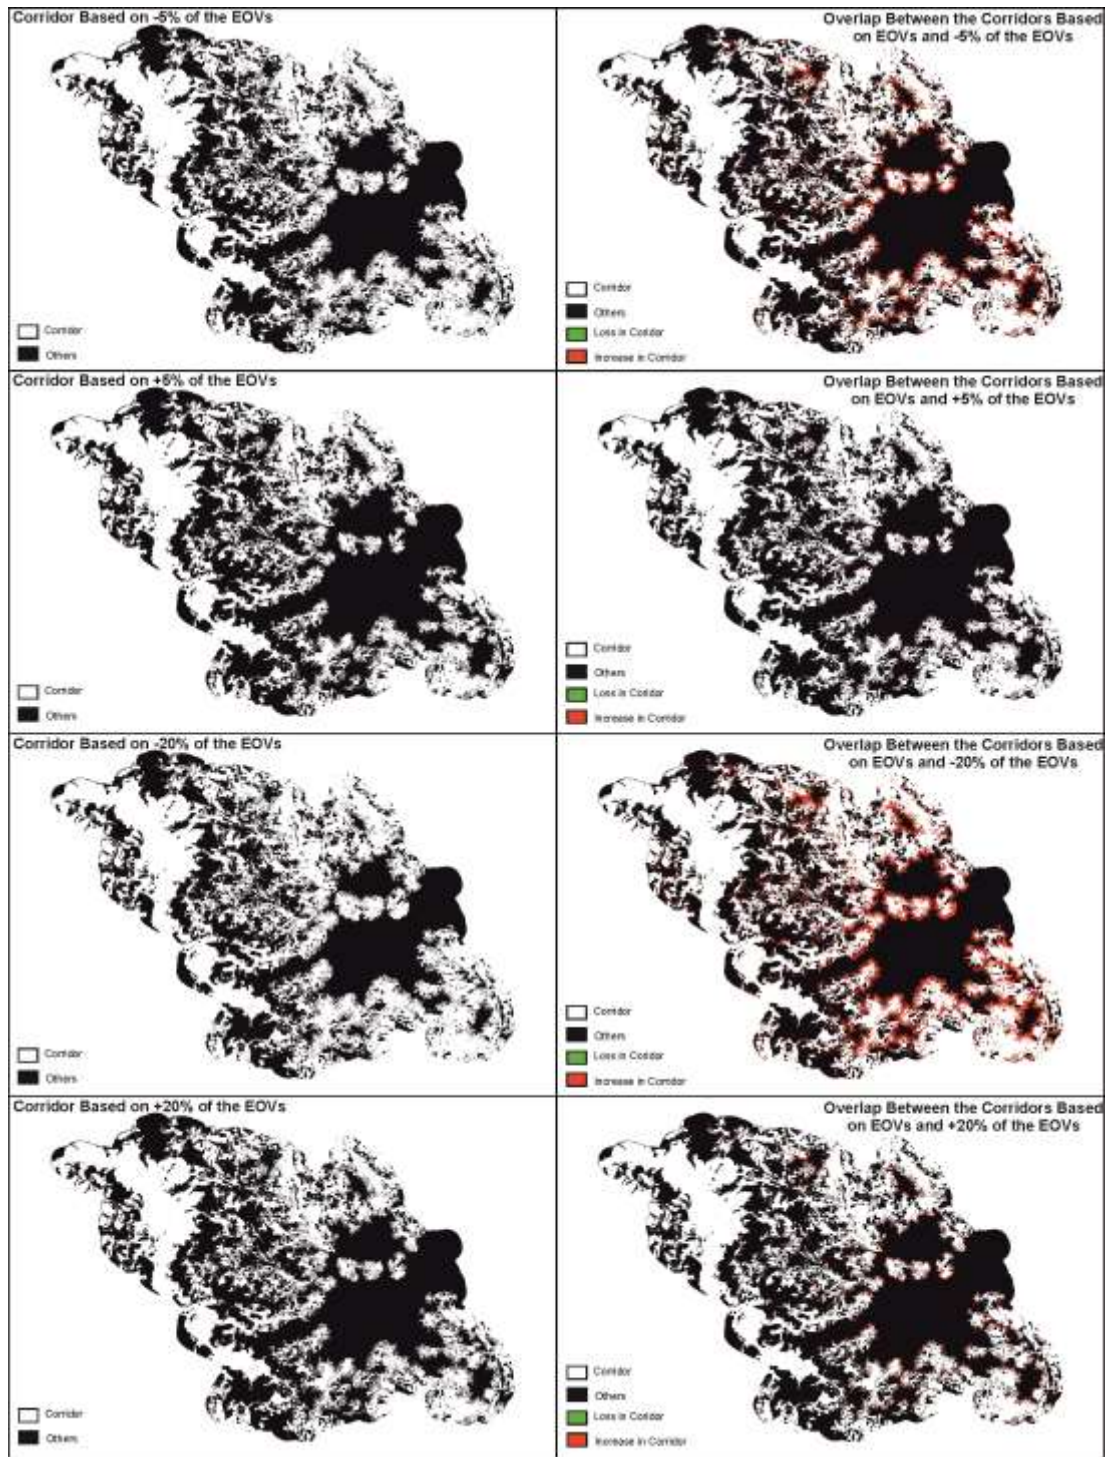 Corridor Based on -5% of the EOVs
Overlap Between the Corridors Based
on EOVs and -5% of the EOVs
Corridor
Others
Corridor
Others
Loss in Coridor
Increase in Corridor
Corridor Based on +5% of the EOVs
Overlap Between the Corridors Based
on EOVs and +5% of the EOVs
Corridor
Others
Corridor
Others
Loss in Coridor
Increase in Corridor
Corridor Based on -20% of the EOVs
Overlap Between the Corridors Based
on EOVs and -20% of the EOVs
Corridor
Others
Corridor
Others
Loss in Coridor
Increase in Corridor
Corridor Based on +20% of the EOVs
Overlap Between the Corridors Based
on EOVs and +20% of the EOVs
Corridor
Others
Corridor
Others
Loss in Coridor
Increase in Corridor